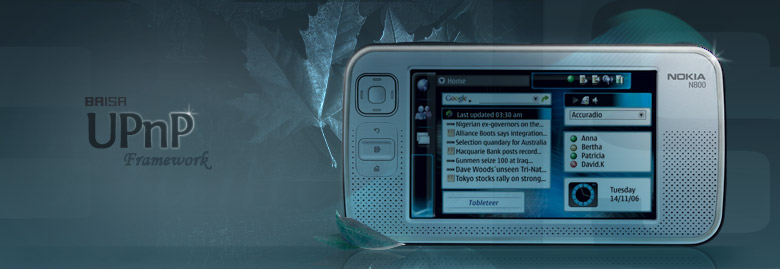 BRISA
UPnP
Framework
NOKIA
N800
Home
Google
Last updated 03:30 am
Nigerian ex-governors on the...
Alliance Boots says integration...
Selection quandary for Australia
Macquarie Bank posts record...
Gunmen seize 100 at Iraq...
Dave Woods'unseen Tri-Nat...
Tokyo stocks rally on strong...
Tableteer
Accuradio
Anna
Bertha
Patricia
David.K
Tuesday
14/11/06